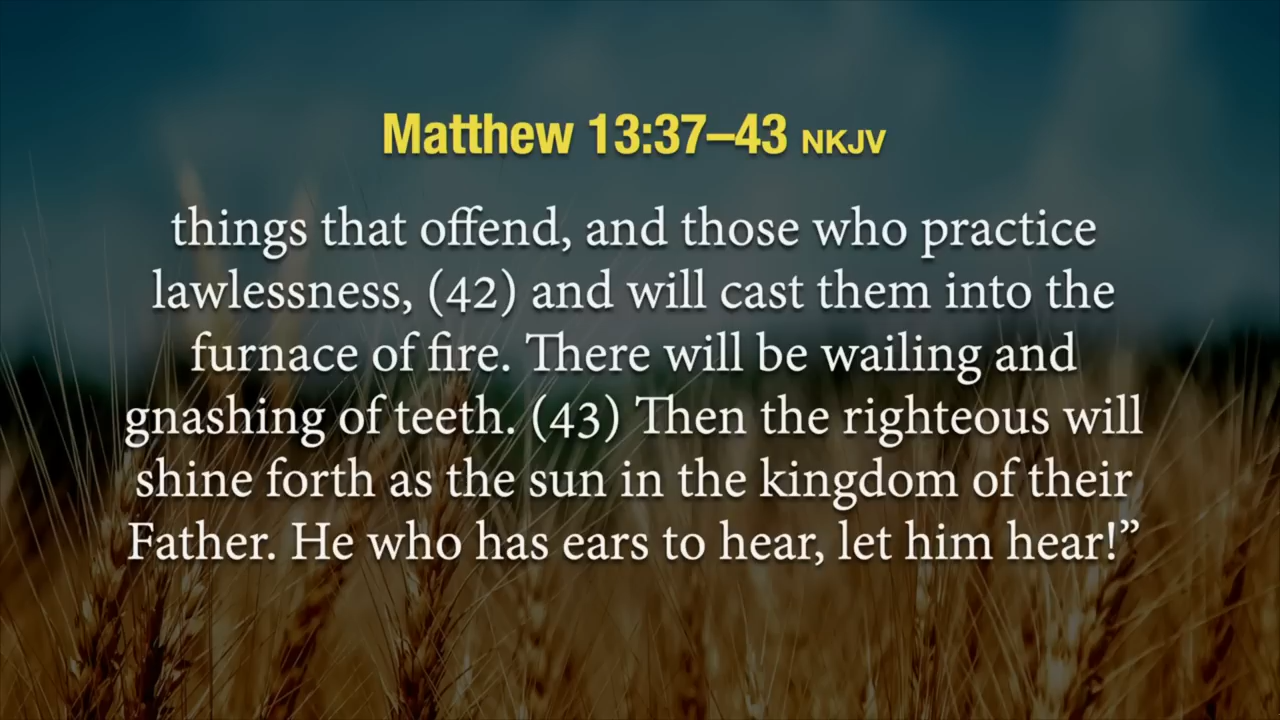 Matthew 13:37–43 NKJV
things that offend, and those who practice
lawlessness, (42) and will cast them into the
furnace of fire. There will be wailing and
gnashing of teeth. (43) Then the righteous will
shine forth as the sun in the kingdom of their
Father. He who has ears to hear, let him hear!”